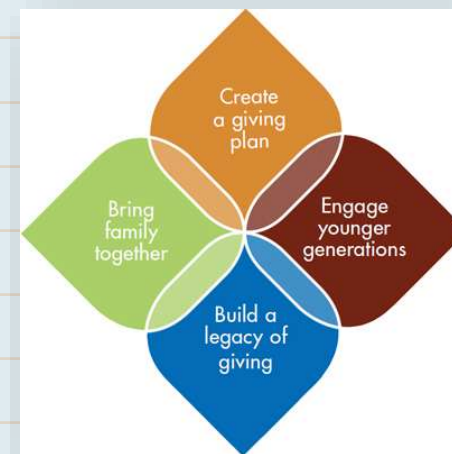 Create
a giving
plan
Bring
family
together
Engage
younger
generations
Build a
legacy of
giving